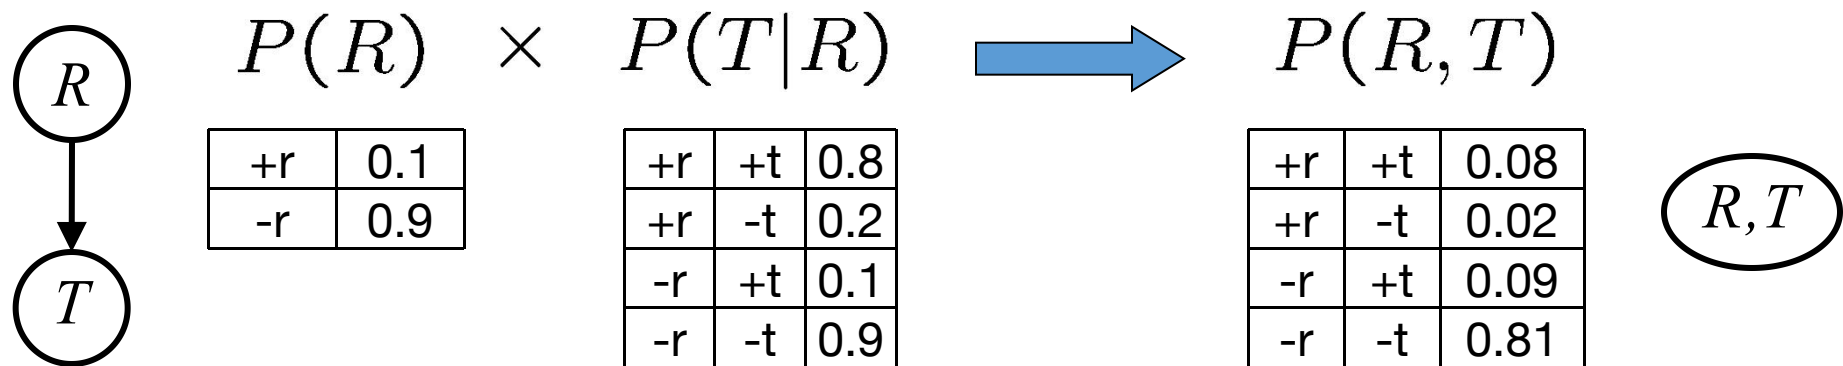 R
T
P(R) × P(T|R)
P(R, T)
+r 0.1
-r 0.9
+r +t 0.8
+r -t 0.2
-r +t 0.1
-r -t 0.9
+r +t 0.08
+r -t 0.02
-r +t 0.09
-r -t 0.81
R,T